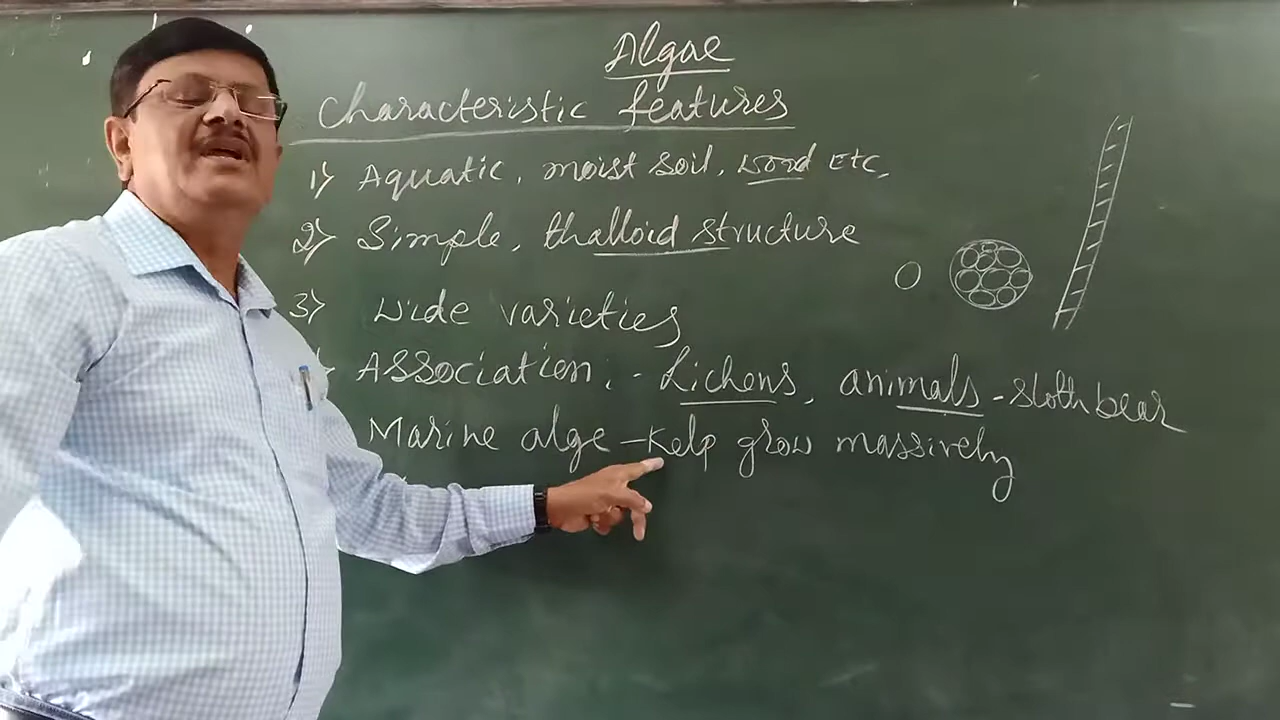 Algae
Characteristic features
1) Aquatic, moist soil, wood Etc,
2) Simple, thalloid structure
3) Wide varieties
Association :- Lichens, animals - Sloth bear
Marine alge - Kelp grow massively